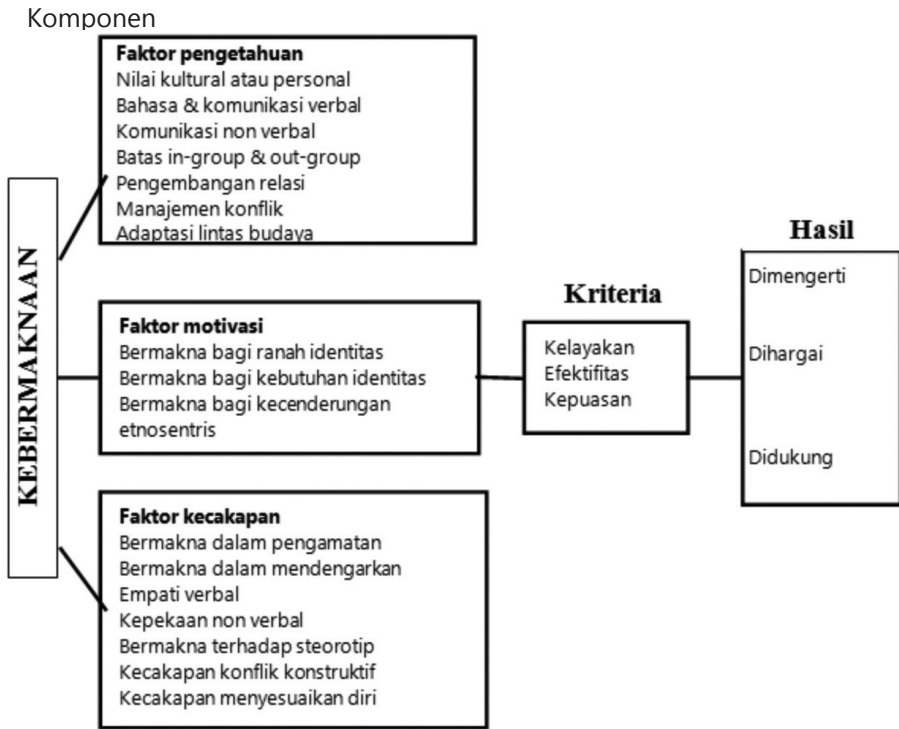 Komponen
KEBERMAKNAAN
Faktor pengetahuan
Nilai kultural atau personal
Bahasa & komunikasi verbal
Komunikasi non verbal
Batas in-group & out-group
Pengembangan relasi
Manajemen konflik
Adaptasi lintas budaya
Faktor motivasi
Bermakna bagi ranah identitas
Bermakna bagi kebutuhan identitas
Bermakna bagi kecenderungan
etnosentris
Faktor kecakapan
Bermakna dalam pengamatan
Bermakna dalam mendengarkan
Empati verbal
Kepekaan non verbal
Bermakna terhadap steorotip
Kecakapan konflik konstruktif
Kecakapan menyesuaikan diri
Kriteria
Kelayakan
Efektifitas
Kepuasan
Hasil
Dimengerti
Dihargai
Didukung